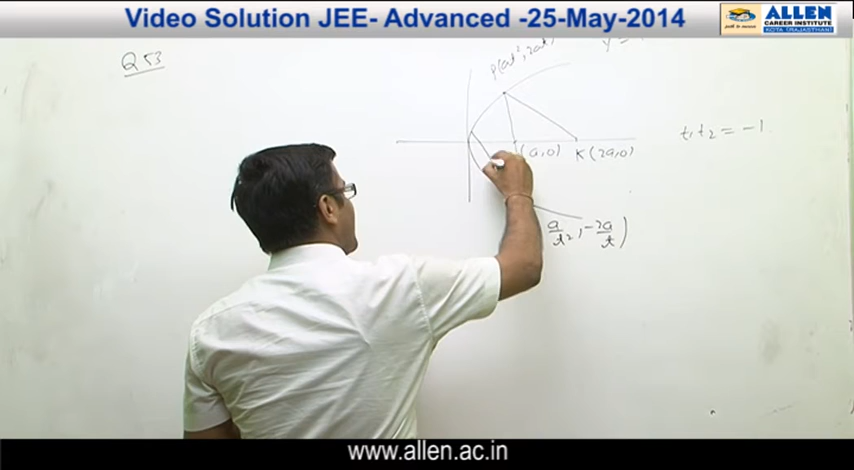 Video Solution JEE- Advanced -25-May-2014
ALLEN
CAREER INSTITUTE
KOTA (RAJASTHAN)
Q 53
P(at², 2at)
y =
t₁t₂ = -1
(a,0) K(2a,0)
a/t², -2a/t)
www.allen.ac.in